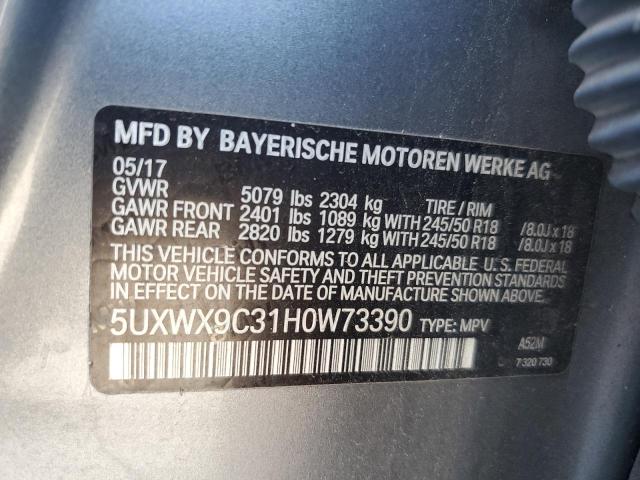 MFD BY BAYERISCHE MOTOREN WERKE AG
05/17
GVWR 5079 lbs 2304 kg TIRE / RIM
GAWR FRONT 2401 lbs 1089 kg WITH 245/50 R18 /8.0J x 18
GAWR REAR 2820 lbs 1279 kg WITH 245/50 R18 /8.0J x 18
THIS VEHICLE CONFORMS TO ALL APPLICABLE U.S. FEDERAL
MOTOR VEHICLE SAFETY AND THEFT PREVENTION STANDARDS
IN EFFECT ON THE DATE OF MANUFACTURE SHOWN ABOVE.
5UXWX9C31H0W73390 TYPE: MPV
A52M
7320730